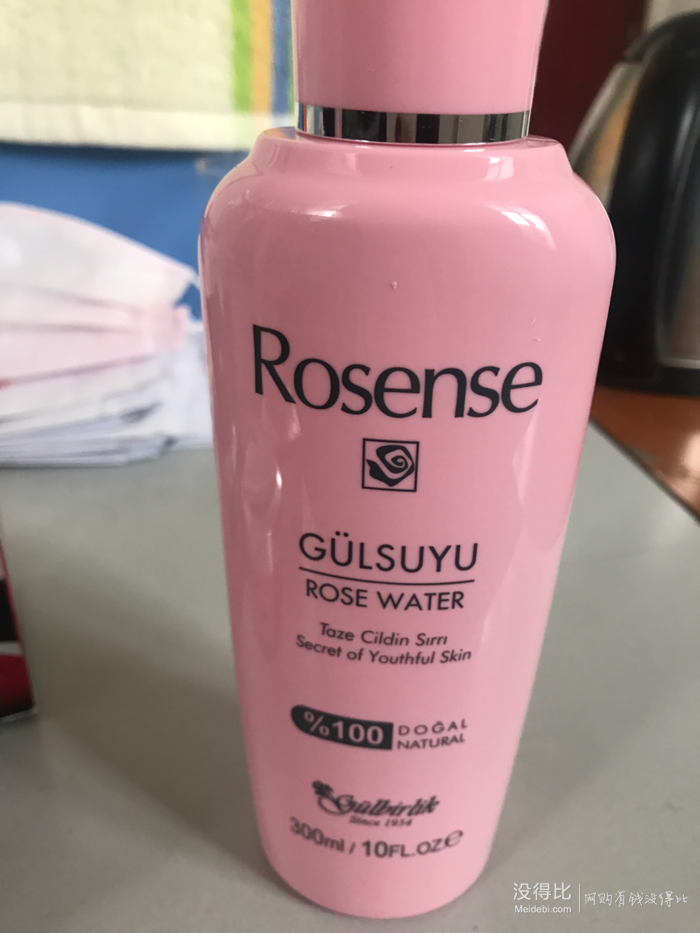 Rosense
GÜLSUYU
ROSE WATER
Taze Cildin Sırrı
Secret of Youthful Skin
%100 DOĞAL
NATURAL
Gülbirlik
Since 1954
300ml / 10FL.OZ℮
没得比
Meidebi.com
网购有钱没得比